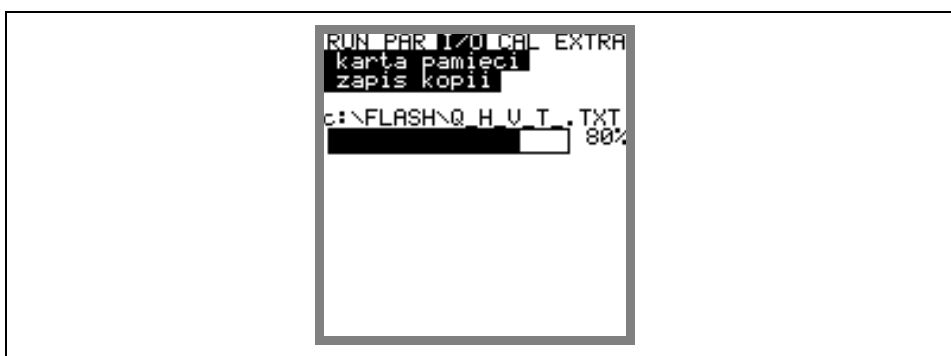 RUN PAR I/O CAL EXTRA
karta pamieci
zapis kopii
c:\FLASH\Q_H_V_T_.TXT
80%